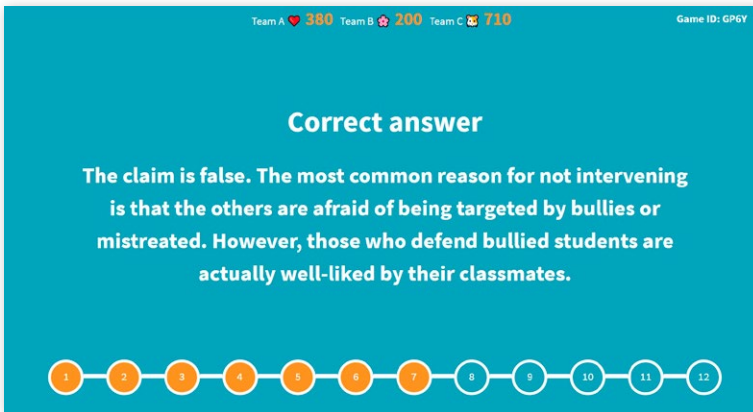 Team A 380 Team B 200 Team C 710
Game ID: GP6Y
Correct answer
The claim is false. The most common reason for not intervening
is that the others are afraid of being targeted by bullies or
mistreated. However, those who defend bullied students are
actually well-liked by their classmates.
1 2 3 4 5 6 7 8 9 10 11 12